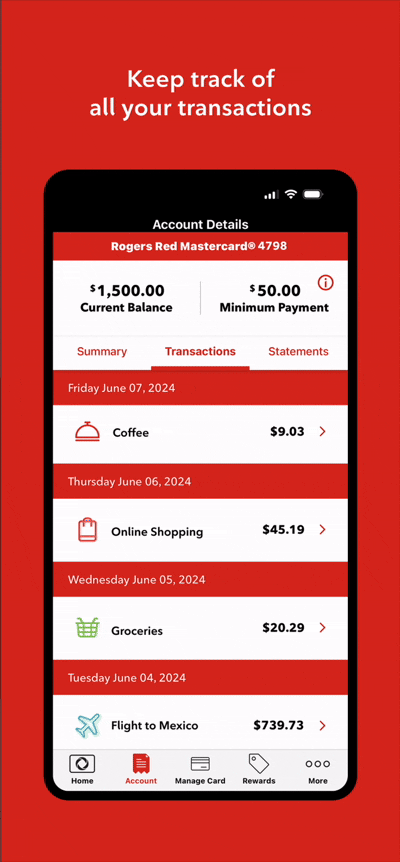 Keep track of
all your transactions
Account Details
Rogers Red Mastercard® 4798
$1,500.00
Current Balance
$50.00
Minimum Payment
Summary
Transactions
Statements
Friday June 07, 2024
Coffee
$9.03
Thursday June 06, 2024
Online Shopping
$45.19
Wednesday June 05, 2024
Groceries
$20.29
Tuesday June 04, 2024
Flight to Mexico
$739.73
Home
Account
Manage Card
Rewards
More